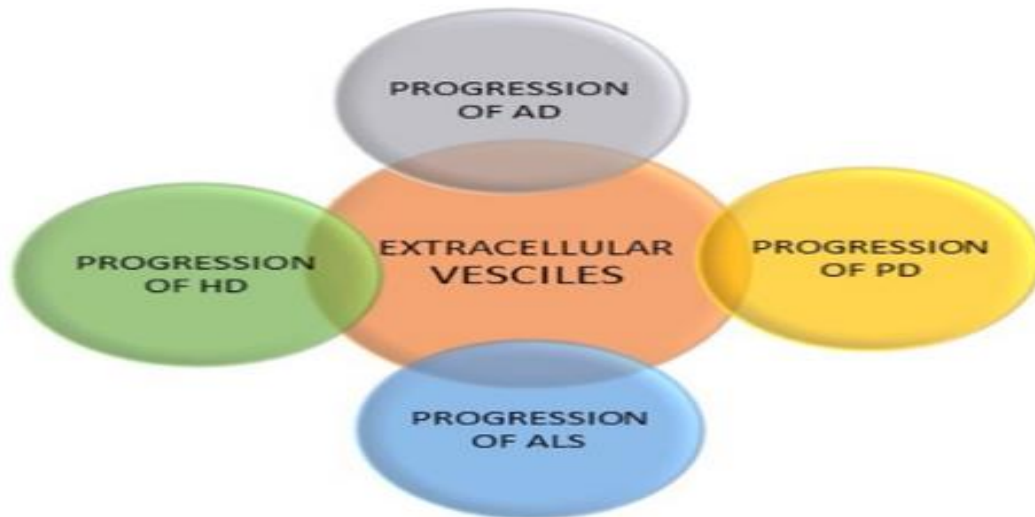 PROGRESSION
OF AD
PROGRESSION
OF HD
EXTRACELLULAR
VESCILES
PROGRESSION
OF PD
PROGRESSION
OF ALS